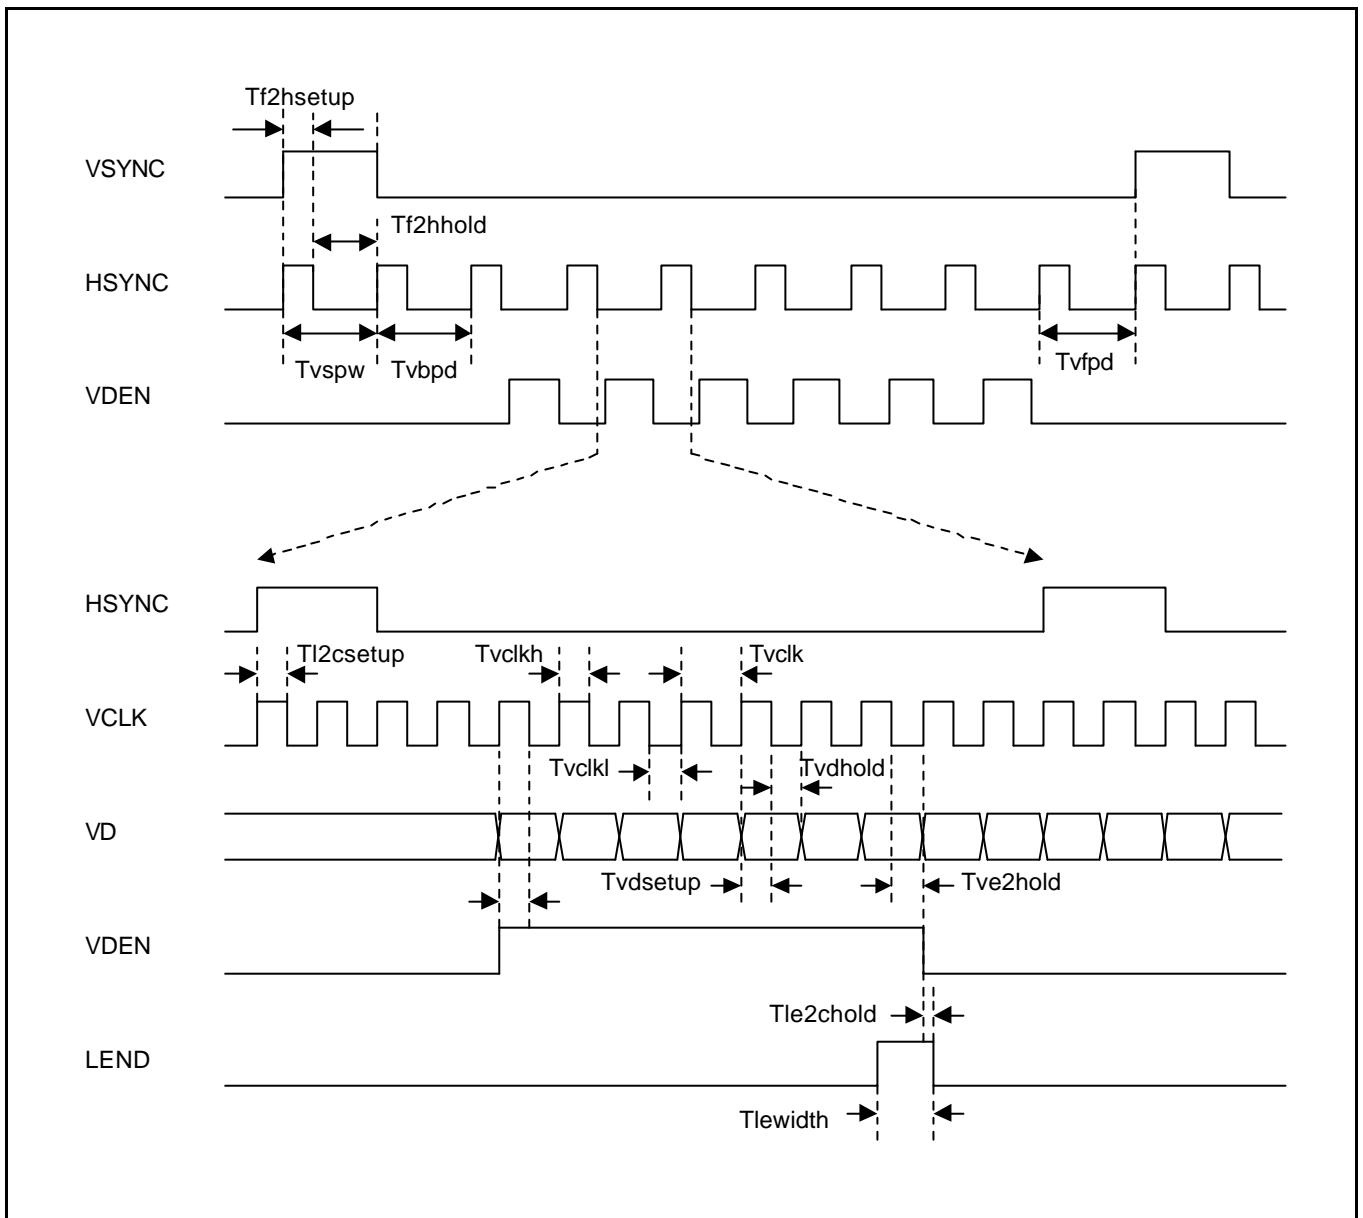 Tf2hsetup
VSYNC
Tf2hhold
HSYNC
Tvspw Tvbpd Tvfpd
VDEN
HSYNC
Tl2csetup Tvclkh Tvclk
VCLK
Tvclkl Tvdhold
VD
Tvdsetup Tve2hold
VDEN
Tle2chold
LEND
Tlewidth